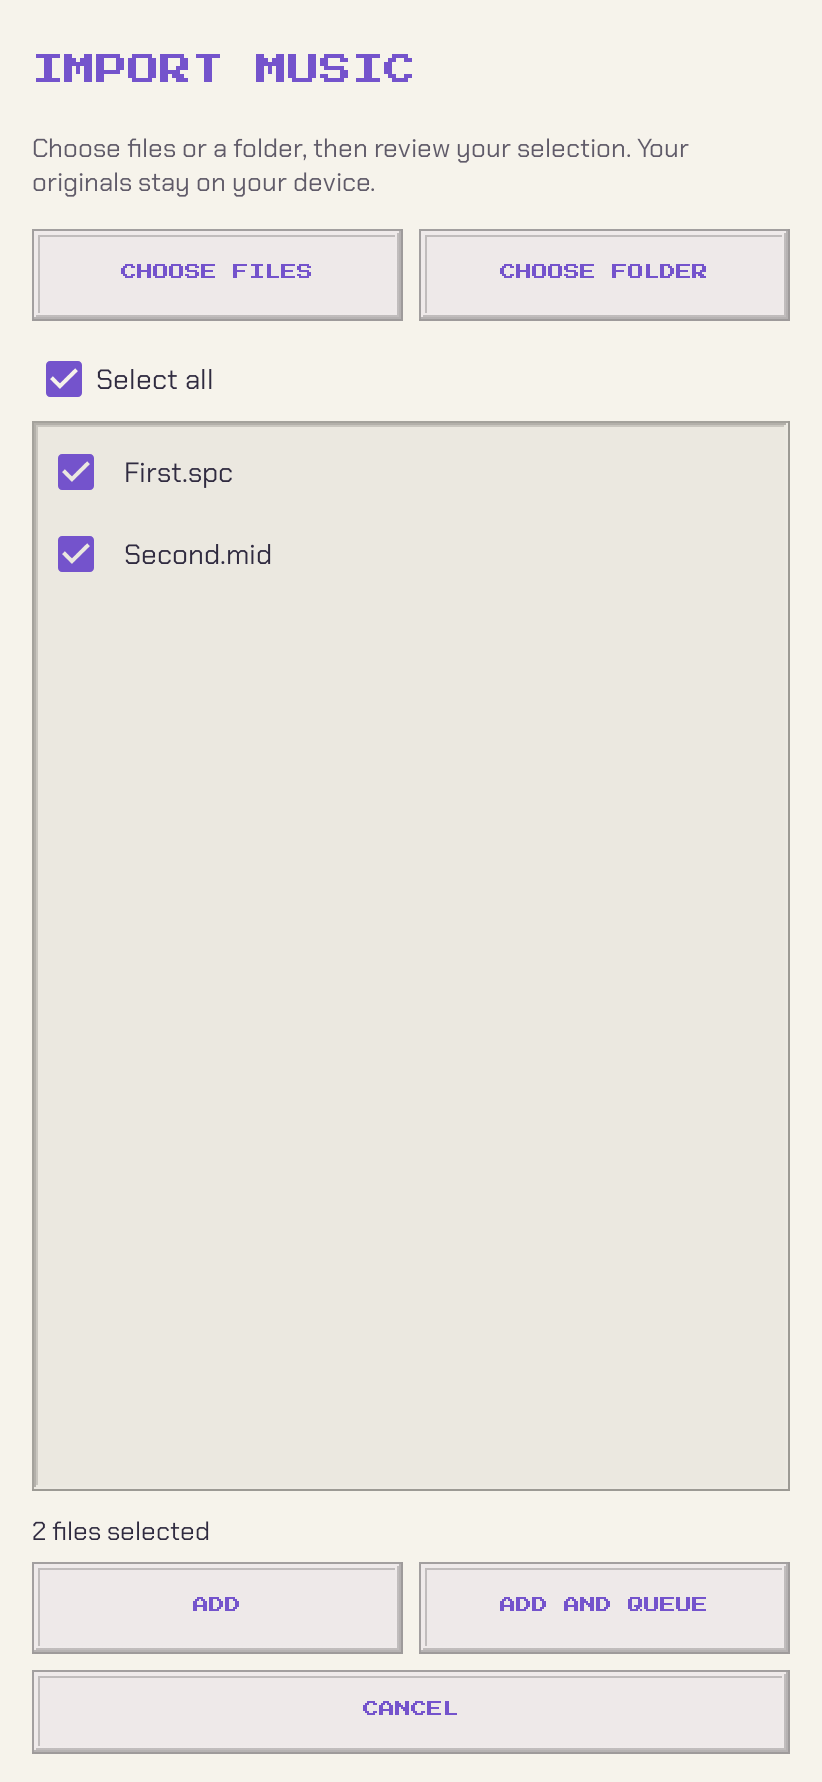 IMPORT MUSIC
Choose files or a folder, then review your selection. Your
originals stay on your device.
CHOOSE FILES
CHOOSE FOLDER
Select all
First.spc
Second.mid
2 files selected
ADD
ADD AND QUEUE
CANCEL